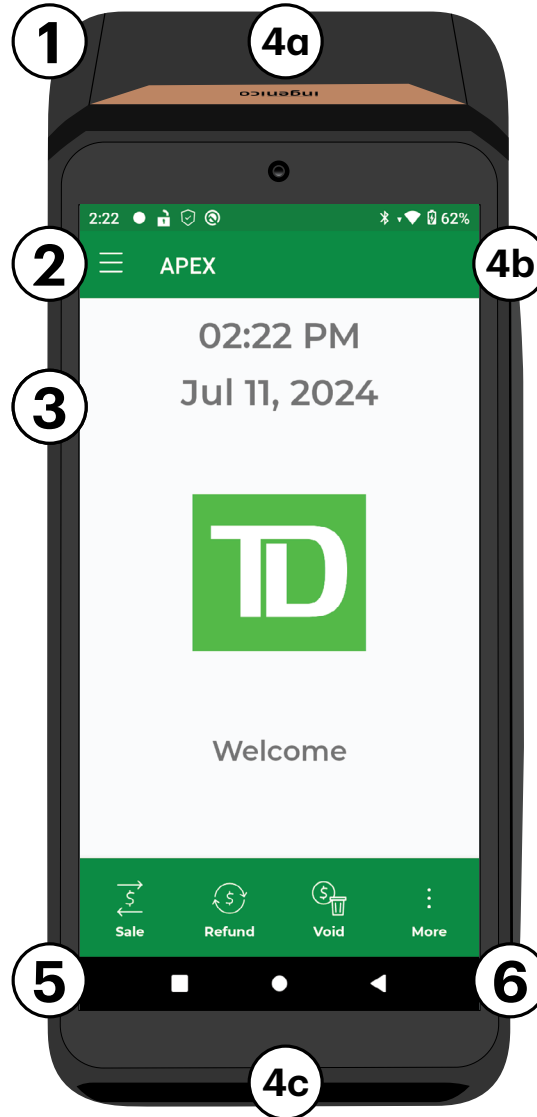 1
4a
ingenico
2:22
62%
2
APEX
4b
02:22 PM
3
Jul 11, 2024
TD
Welcome
$ $ $
Sale Refund Void More
5
6
4c